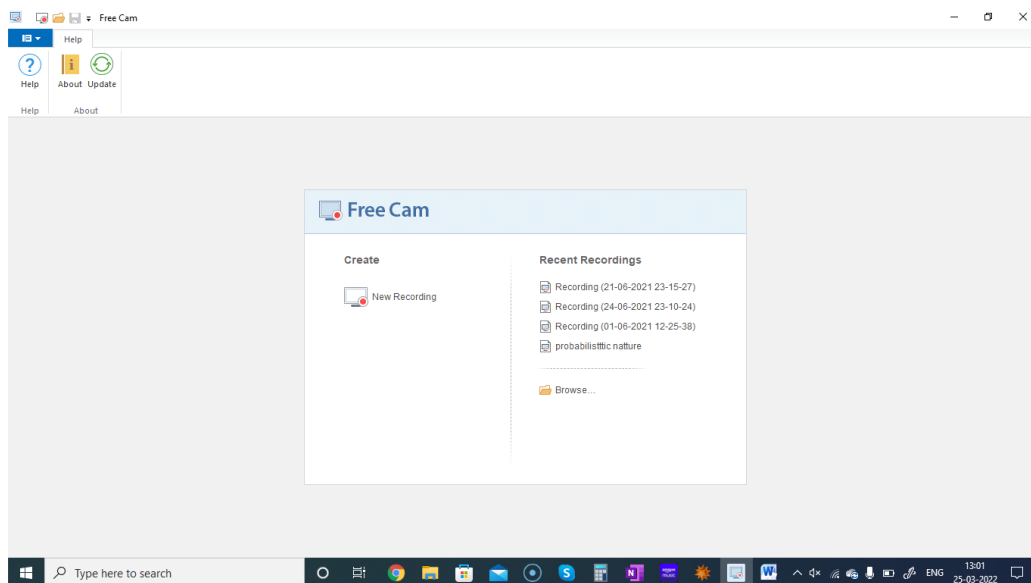 Free Cam
Help
Help
About
Update
Help
About
Free Cam
Create
New Recording
Recent Recordings
Recording (21-06-2021 23-15-27)
Recording (24-06-2021 23-10-24)
Recording (01-06-2021 12-25-38)
probabilistttic natture
Browse...
Type here to search
ENG
13:01
25-03-2022